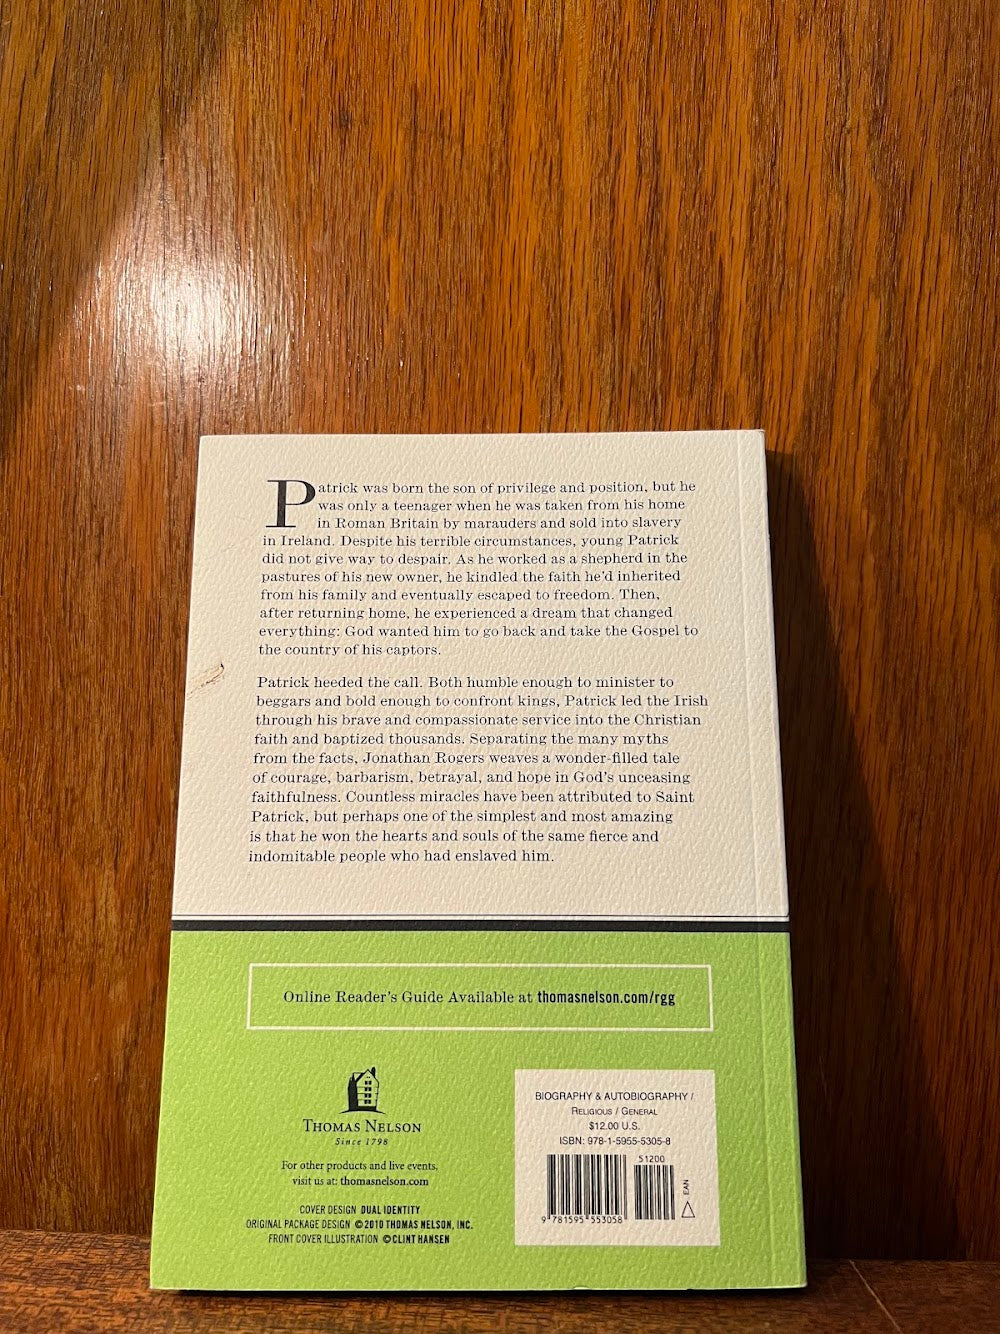 Patrick was born the son of privilege and position, but he
was only a teenager when he was taken from his home
in Roman Britain by marauders and sold into slavery
in Ireland. Despite his terrible circumstances, young Patrick
did not give way to despair. As he worked as a shepherd in the
pastures of his new owner, he kindled the faith he'd inherited
from his family and eventually escaped to freedom. Then,
after returning home, he experienced a dream that changed
everything: God wanted him to go back and take the Gospel to
the country of his captors.
Patrick heeded the call. Both humble enough to minister to
beggars and bold enough to confront kings, Patrick led the Irish
through his brave and compassionate service into the Christian
faith and baptized thousands. Separating the many myths
from the facts, Jonathan Rogers weaves a wonder-filled tale
of courage, barbarism, betrayal, and hope in God's unceasing
faithfulness. Countless miracles have been attributed to Saint
Patrick, but perhaps one of the simplest and most amazing
is that he won the hearts and souls of the same fierce and
indomitable people who had enslaved him.
Online Reader's Guide Available at thomasnelson.com/rgg
THOMAS NELSON
Since 1798
For other products and live events,
visit us at: thomasnelson.com
COVER DESIGN DUAL IDENTITY
ORIGINAL PACKAGE DESIGN ©2010 THOMAS NELSON, INC.
FRONT COVER ILLUSTRATION ©CLINT HANSEN
BIOGRAPHY & AUTOBIOGRAPHY /
RELIGIOUS / GENERAL
$12.00 U.S.
ISBN: 978-1-5955-5305-8
51200
EAN
9 781595 553058